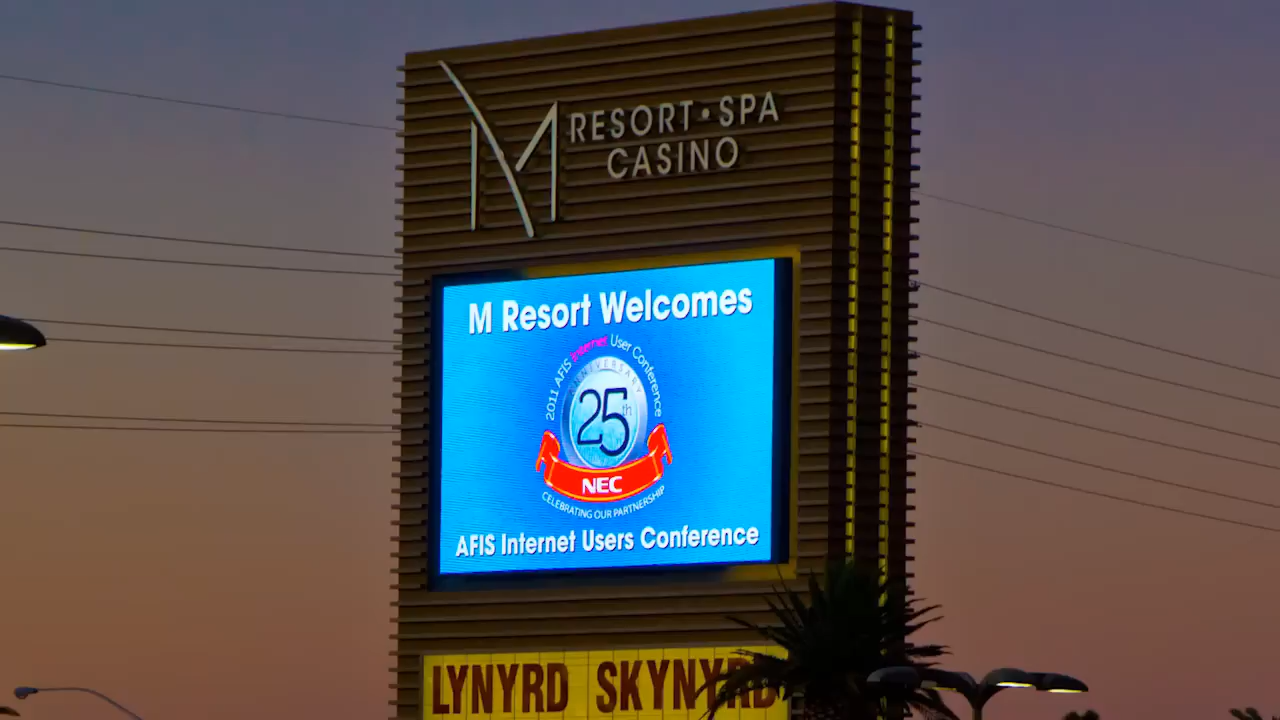 M
RESORT • SPA
CASINO
M Resort Welcomes
2011 AFIS Internet User Conference
ANNIVERSARY
25th
NEC
CELEBRATING OUR PARTNERSHIP
AFIS Internet Users Conference
LYNYRD SKYNYRD